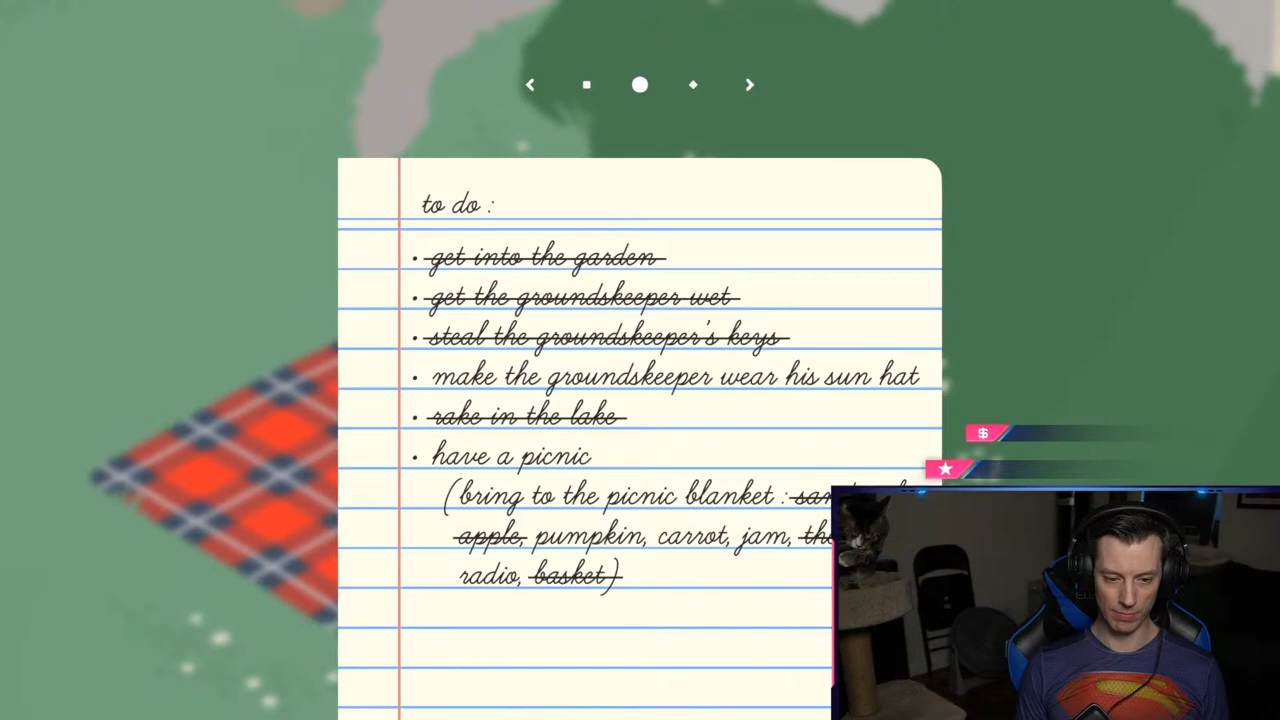 to do :
• get into the garden
• get the groundskeeper wet
• steal the groundskeeper's keys
• make the groundskeeper wear his sun hat
• rake in the lake
• have a picnic
(bring to the picnic blanket :
apple, pumpkin, carrot, jam,
radio, basket)
$